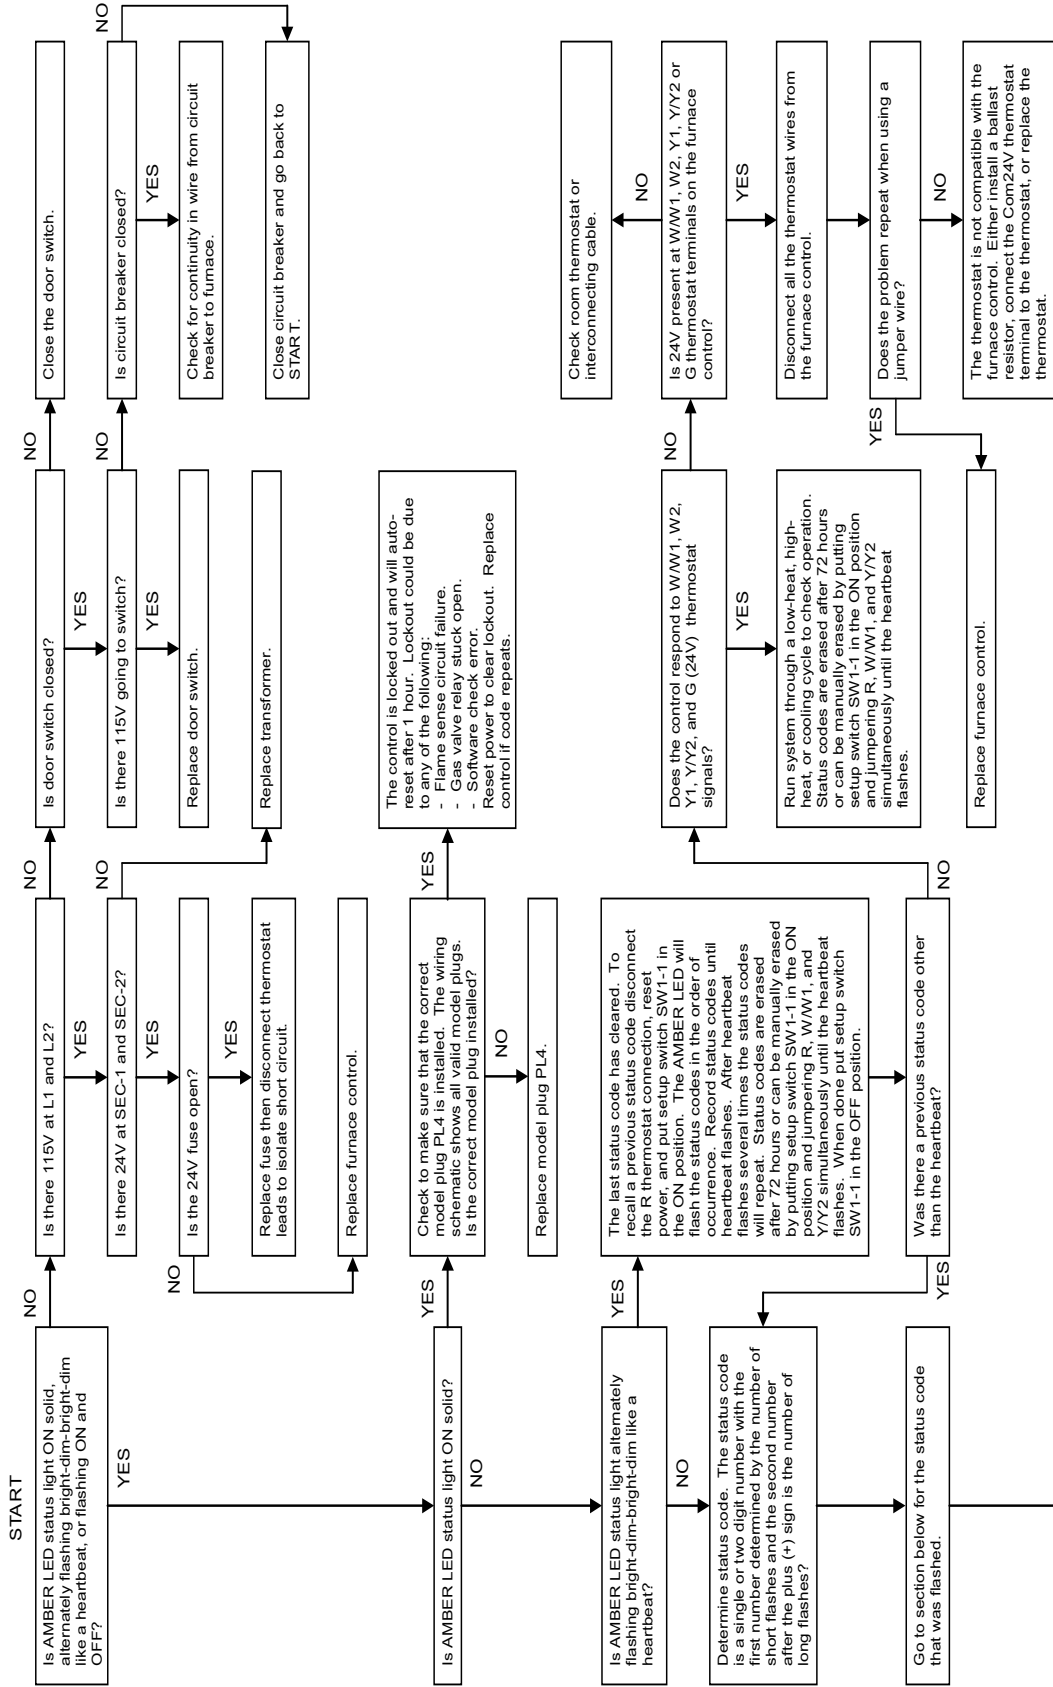 START
Is AMBER LED status light ON solid,
alternately flashing bright-dim-bright-dim
like a heartbeat, or flashing ON and
OFF?
NO
YES
Is there 115V at L1 and L2?
NO
YES
Is door switch closed?
NO
YES
Close the door switch.
Is there 24V at SEC-1 and SEC-2?
NO
YES
Is there 115V going to switch?
NO
YES
Is circuit breaker closed?
NO
YES
Is the 24V fuse open?
NO
YES
Replace door switch.
Check for continuity in wire from circuit
breaker to furnace.
Replace fuse then disconnect thermostat
leads to isolate short circuit.
Replace transformer.
Close circuit breaker and go back to
START.
Replace furnace control.
Is AMBER LED status light ON solid?
YES
NO
Check to make sure that the correct
model plug PL4 is installed. The wiring
schematic shows all valid model plugs.
Is the correct model plug installed?
YES
NO
The control is locked out and will auto-
reset after 1 hour. Lockout could be due
to any of the following:
- Flame sense circuit failure.
- Gas valve relay stuck open.
- Software check error.
Reset power to clear lockout. Replace
control if code repeats.
Replace model plug PL4.
Is AMBER LED status light alternately
flashing bright-dim-bright-dim like a
heartbeat?
YES
NO
The last status code has cleared. To
recall a previous status code disconnect
the R thermostat connection, reset
power, and put setup switch SW1-1 in
the ON position. The AMBER LED will
flash the status codes in the order of
occurrence. Record status codes until
heartbeat flashes. After heartbeat
flashes several times the status codes
will repeat. Status codes are erased
after 72 hours or can be manually erased
by putting setup switch SW1-1 in the ON
position and jumpering R, W/W1, and
Y/Y2 simultaneously until the heartbeat
flashes. When done put setup switch
SW1-1 in the OFF position.
Was there a previous status code other
than the heartbeat?
YES
NO
Determine status code. The status code
is a single or two digit number with the
first number determined by the number of
short flashes and the second number
after the plus (+) sign is the number of
long flashes?
Go to section below for the status code
that was flashed.
Does the control respond to W/W1, W2,
Y1, Y/Y2, and G (24V) thermostat
signals?
NO
YES
Run system through a low-heat, high-
heat, or cooling cycle to check operation.
Status codes are erased after 72 hours
or can be manually erased by putting
setup switch SW1-1 in the ON position
and jumpering R, W/W1, and Y/Y2
simultaneously until the heartbeat
flashes.
Check room thermostat or
interconnecting cable.
NO
Is 24V present at W/W1, W2, Y1, Y/Y2 or
G thermostat terminals on the furnace
control?
YES
Disconnect all the thermostat wires from
the furnace control.
Does the problem repeat when using a
jumper wire?
YES
NO
Replace furnace control.
The thermostat is not compatible with the
furnace control. Either install a ballast
resistor, connect the Com24V thermostat
terminal to the thermostat, or replace the
thermostat.